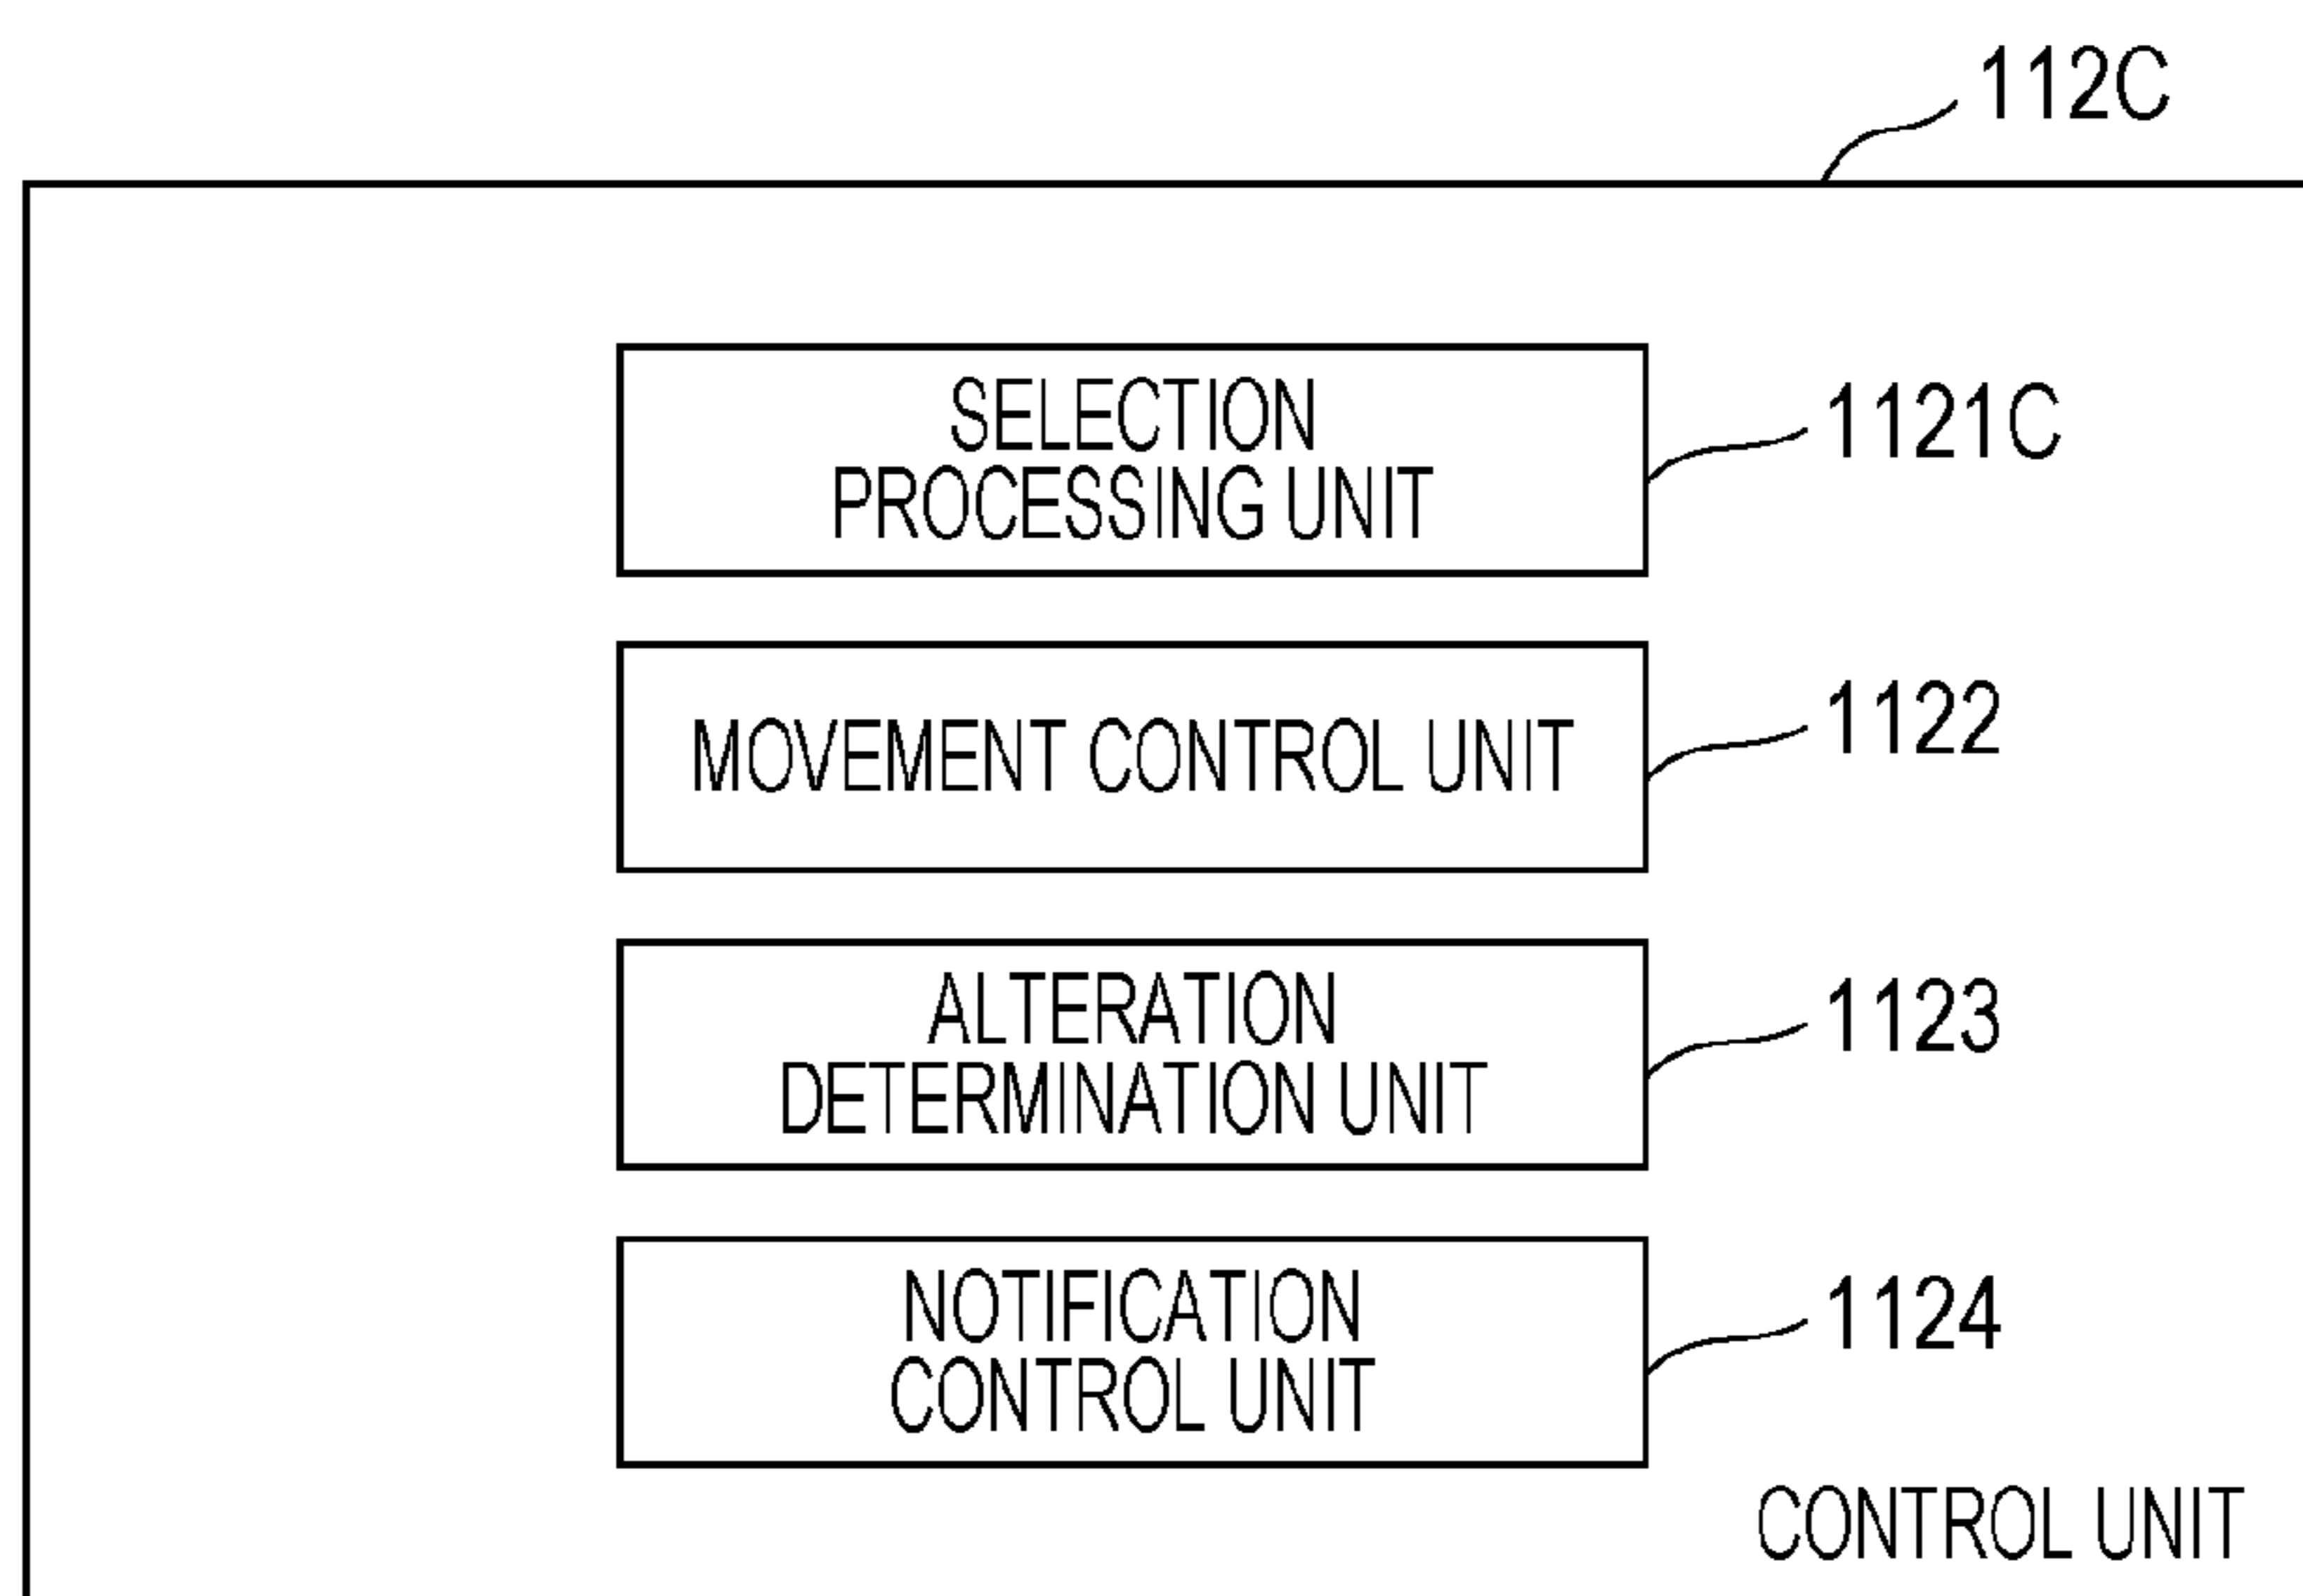 112C
SELECTION
PROCESSING UNIT
1121C
MOVEMENT CONTROL UNIT
1122
ALTERATION
DETERMINATION UNIT
1123
NOTIFICATION
CONTROL UNIT
1124
CONTROL UNIT